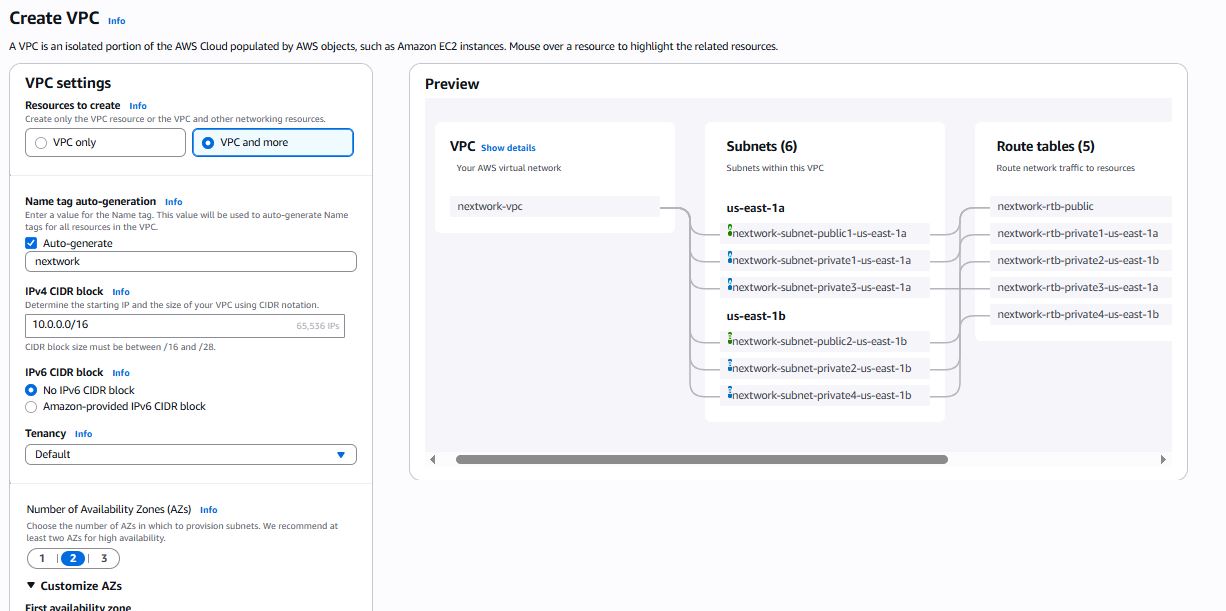 Create VPC Info
A VPC is an isolated portion of the AWS Cloud populated by AWS objects, such as Amazon EC2 instances. Mouse over a resource to highlight the related resources.
VPC settings
Resources to create Info
Create only the VPC resource or the VPC and other networking resources.
VPC only
VPC and more
Name tag auto-generation Info
Enter a value for the Name tag. This value will be used to auto-generate Name
tags for all resources in the VPC.
Auto-generate
nextwork
IPv4 CIDR block Info
Determine the starting IP and the size of your VPC using CIDR notation.
10.0.0.0/16
65,536 IPs
CIDR block size must be between /16 and /28.
IPv6 CIDR block Info
No IPv6 CIDR block
Amazon-provided IPv6 CIDR block
Tenancy Info
Default
Number of Availability Zones (AZs) Info
Choose the number of AZs in which to provision subnets. We recommend at
least two AZs for high availability.
1 2 3
Customize AZs
First availability zone
Preview
VPC Show details
Your AWS virtual network
nextwork-vpc
Subnets (6)
Subnets within this VPC
us-east-1a
nextwork-subnet-public1-us-east-1a
nextwork-subnet-private1-us-east-1a
nextwork-subnet-private3-us-east-1a
us-east-1b
nextwork-subnet-public2-us-east-1b
nextwork-subnet-private2-us-east-1b
nextwork-subnet-private4-us-east-1b
Route tables (5)
Route network traffic to resources
nextwork-rtb-public
nextwork-rtb-private1-us-east-1a
nextwork-rtb-private2-us-east-1b
nextwork-rtb-private3-us-east-1a
nextwork-rtb-private4-us-east-1b